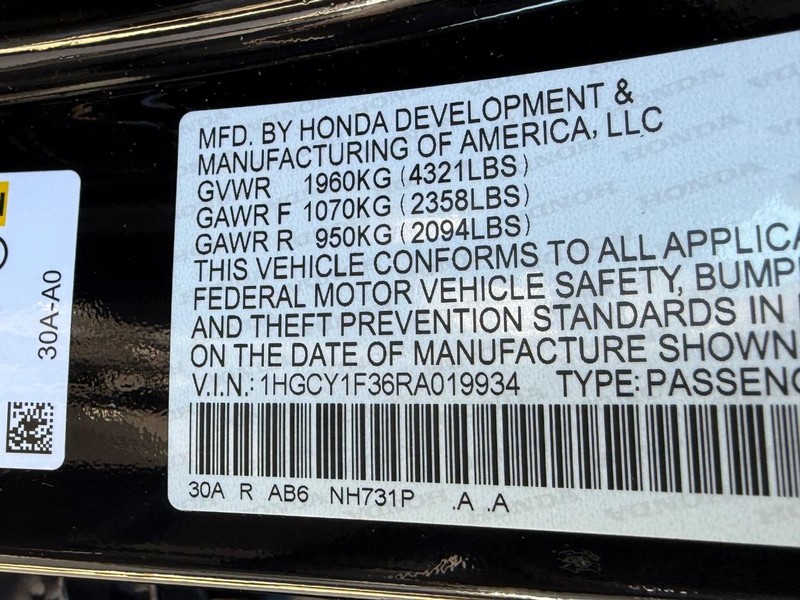 MFD. BY HONDA DEVELOPMENT &
MANUFACTURING OF AMERICA, LLC
GVWR 1960KG (4321LBS)
GAWR F 1070KG (2358LBS)
GAWR R 950KG (2094LBS)
THIS VEHICLE CONFORMS TO ALL APPLICA
FEDERAL MOTOR VEHICLE SAFETY, BUMP
AND THEFT PREVENTION STANDARDS IN
ON THE DATE OF MANUFACTURE SHOWN
V.I.N.: 1HGCY1F36RA019934 TYPE: PASSENG
30A R AB6 NH731P .A .A
30A-A0